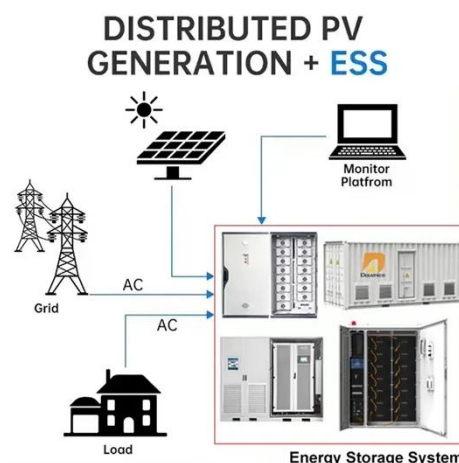 DISTRIBUTED PV
GENERATION + ESS
Monitor
Platfrom
Grid
AC
AC
Load
Energy Storage System